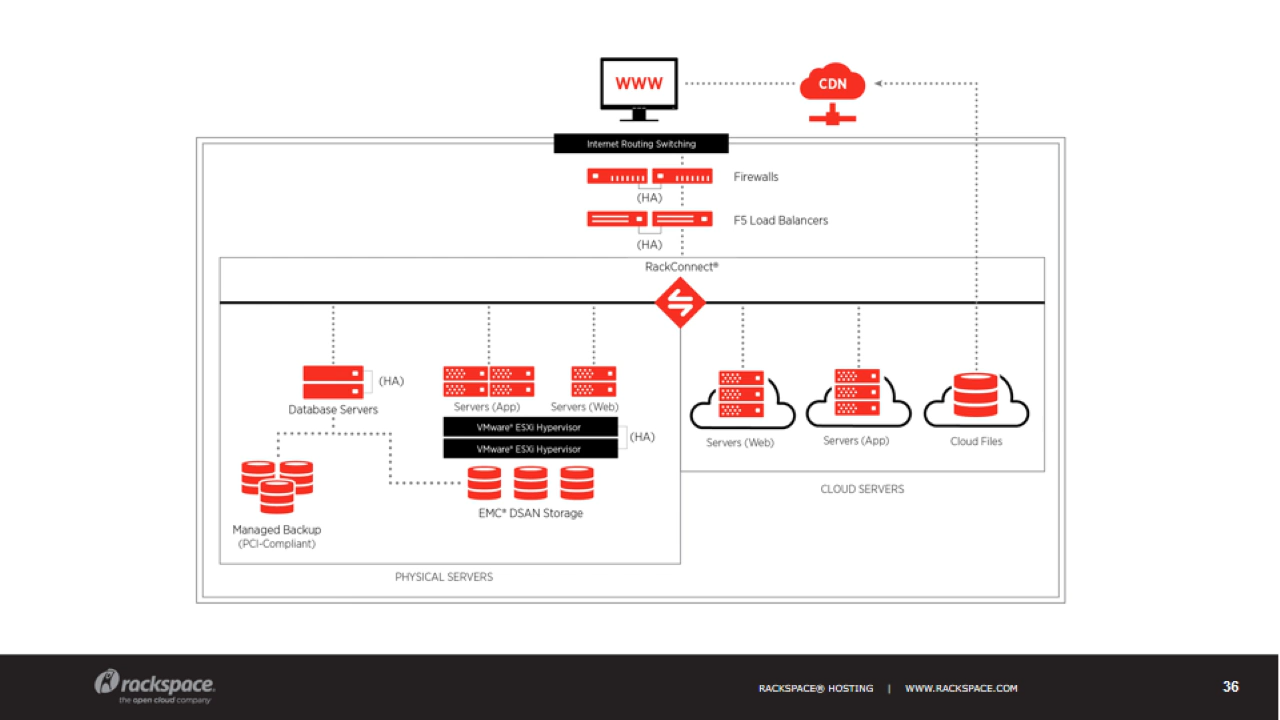 WWW
CDN
Internet Routing Switching
Firewalls
(HA)
F5 Load Balancers
(HA)
RackConnect®
(HA)
Database Servers
Servers (App)
Servers (Web)
VMware® ESXi Hypervisor
VMware® ESXi Hypervisor
(HA)
EMC® DSAN Storage
Managed Backup
(PCI-Compliant)
PHYSICAL SERVERS
Servers (Web)
Servers (App)
Cloud Files
CLOUD SERVERS
rackspace®
the open cloud company
RACKSPACE® HOSTING | WWW.RACKSPACE.COM
36